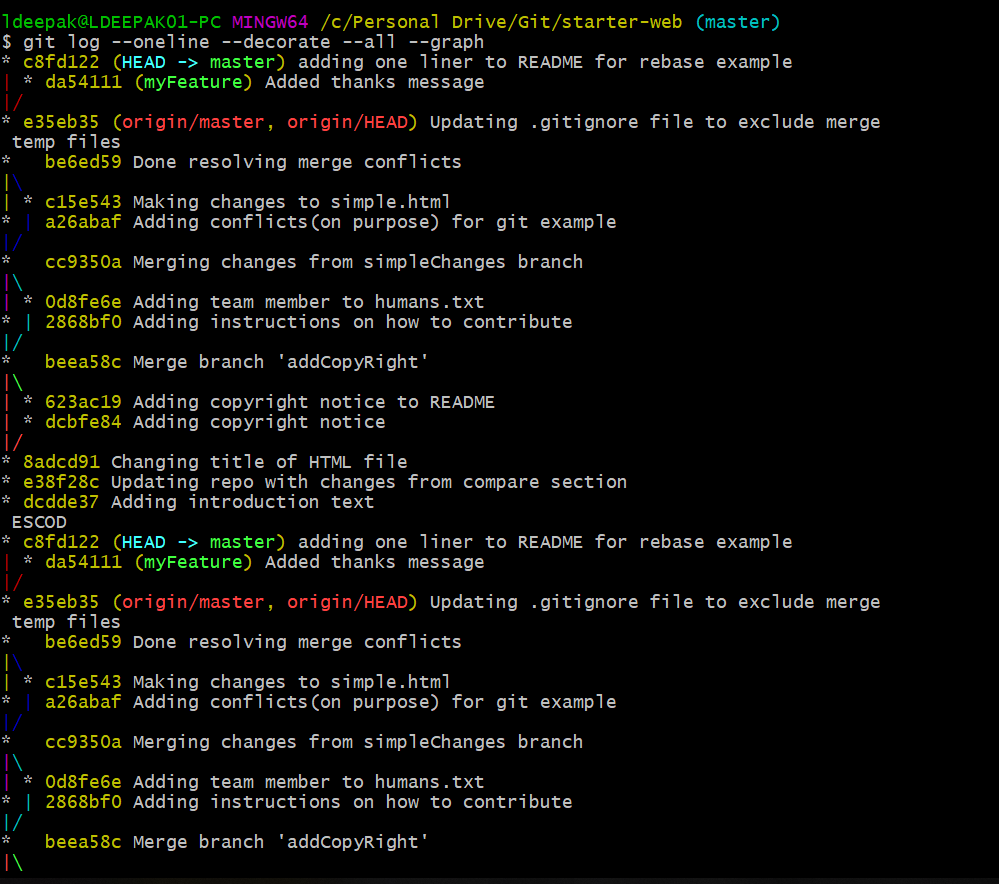 ldeepak@LDEEPAK01-PC MINGW64 /c/Personal Drive/Git/starter-web (master)
$ git log --oneline --decorate --all --graph
* c8fd122 (HEAD -> master) adding one liner to README for rebase example
| * da54111 (myFeature) Added thanks message
|/
* e35eb35 (origin/master, origin/HEAD) Updating .gitignore file to exclude merge
 temp files
*   be6ed59 Done resolving merge conflicts
|\
| * c15e543 Making changes to simple.html
* | a26abaf Adding conflicts(on purpose) for git example
|/
*   cc9350a Merging changes from simpleChanges branch
|\
| * 0d8fe6e Adding team member to humans.txt
* | 2868bf0 Adding instructions on how to contribute
|/
*   beea58c Merge branch 'addCopyRight'
|\
| * 623ac19 Adding copyright notice to README
| * dcbfe84 Adding copyright notice
|/
* 8adcd91 Changing title of HTML file
* e38f28c Updating repo with changes from compare section
* dcdde37 Adding introduction text
 ESCOD
* c8fd122 (HEAD -> master) adding one liner to README for rebase example
| * da54111 (myFeature) Added thanks message
|/
* e35eb35 (origin/master, origin/HEAD) Updating .gitignore file to exclude merge
 temp files
*   be6ed59 Done resolving merge conflicts
|\
| * c15e543 Making changes to simple.html
* | a26abaf Adding conflicts(on purpose) for git example
|/
*   cc9350a Merging changes from simpleChanges branch
|\
| * 0d8fe6e Adding team member to humans.txt
* | 2868bf0 Adding instructions on how to contribute
|/
*   beea58c Merge branch 'addCopyRight'
|\